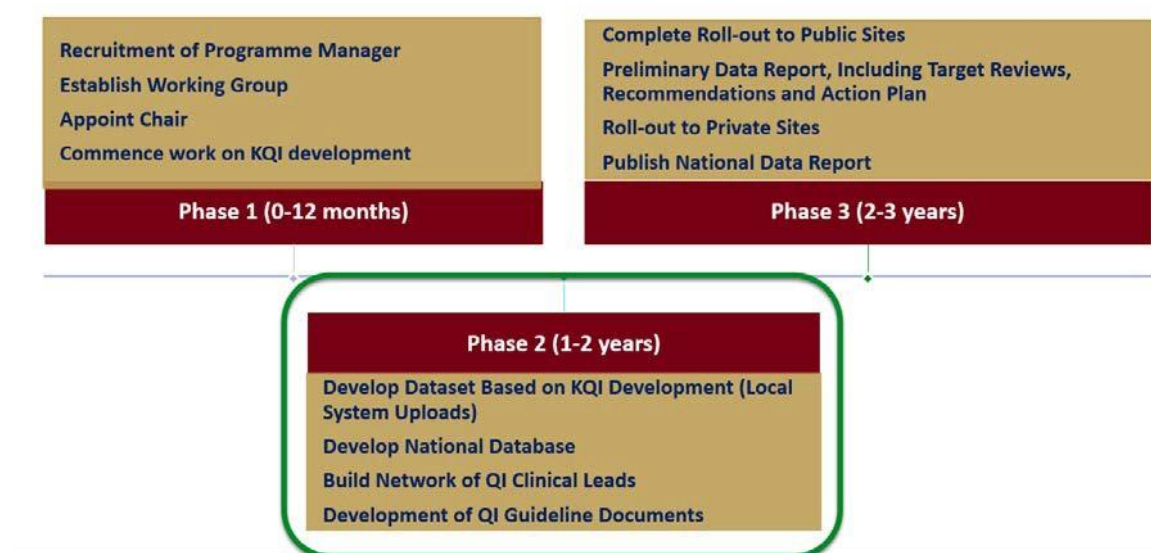 Recruitment of Programme Manager
Establish Working Group
Appoint Chair
Commence work on KQI development
Phase 1 (0-12 months)
Complete Roll-out to Public Sites
Preliminary Data Report, Including Target Reviews,
Recommendations and Action Plan
Roll-out to Private Sites
Publish National Data Report
Phase 3 (2-3 years)
Phase 2 (1-2 years)
Develop Dataset Based on KQI Development (Local
System Uploads)
Develop National Database
Build Network of QI Clinical Leads
Development of QI Guideline Documents